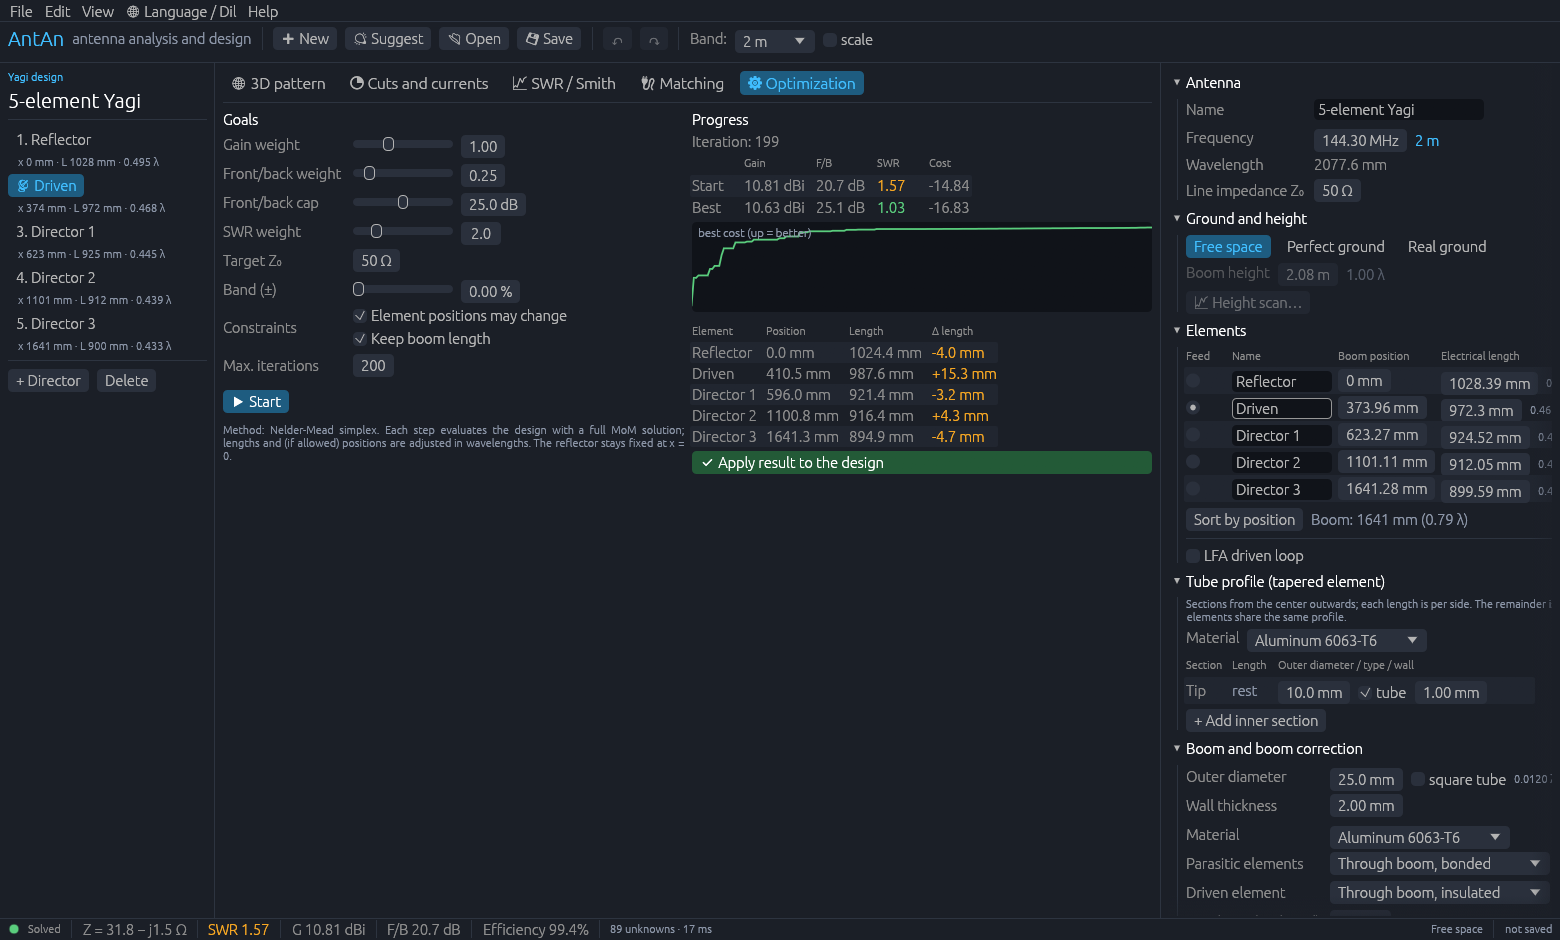 File Edit View Language / Dil Help
AntAn antenna analysis and design + New Suggest Open Save Band: 2 m scale
Yagi design
5-element Yagi
1. Reflector
x 0 mm · L 1028 mm · 0.495 λ
Driven
x 374 mm · L 972 mm · 0.468 λ
3. Director 1
x 623 mm · L 925 mm · 0.445 λ
4. Director 2
x 1101 mm · L 912 mm · 0.439 λ
5. Director 3
x 1641 mm · L 900 mm · 0.433 λ
+ Director Delete
3D pattern Cuts and currents SWR / Smith Matching Optimization
Goals
Gain weight 1.00
Front/back weight 0.25
Front/back cap 25.0 dB
SWR weight 2.0
Target Z₀ 50 Ω
Band (±) 0.00 %
Constraints Element positions may change
Keep boom length
Max. iterations 200
Start
Method: Nelder-Mead simplex. Each step evaluates the design with a full MoM solution;
lengths and (if allowed) positions are adjusted in wavelengths. The reflector stays fixed at x =
0.
Progress
Iteration: 199
Gain F/B SWR Cost
Start 10.81 dBi 20.7 dB 1.57 -14.84
Best 10.63 dBi 25.1 dB 1.03 -16.83
best cost (up = better)
Element Position Length Δ length
Reflector 0.0 mm 1024.4 mm -4.0 mm
Driven 410.5 mm 987.6 mm +15.3 mm
Director 1 596.0 mm 921.4 mm -3.2 mm
Director 2 1100.8 mm 916.4 mm +4.3 mm
Director 3 1641.3 mm 894.9 mm -4.7 mm
Apply result to the design
Antenna
Name 5-element Yagi
Frequency 144.30 MHz 2 m
Wavelength 2077.6 mm
Line impedance Z₀ 50 Ω
Ground and height
Free space Perfect ground Real ground
Boom height 2.08 m 1.00 λ
Height scan…
Elements
Feed Name Boom position Electrical length
Reflector 0 mm 1028.39 mm 0
Driven 373.96 mm 972.3 mm 0.46
Director 1 623.27 mm 924.52 mm 0.4
Director 2 1101.11 mm 912.05 mm 0.4
Director 3 1641.28 mm 899.59 mm 0.4
Sort by position Boom: 1641 mm (0.79 λ)
LFA driven loop
Tube profile (tapered element)
Sections from the center outwards; each length is per side. The remainder i
elements share the same profile.
Material Aluminum 6063-T6
Section Length Outer diameter / type / wall
Tip rest 10.0 mm tube 1.00 mm
+ Add inner section
Boom and boom correction
Outer diameter 25.0 mm square tube 0.0120
Wall thickness 2.00 mm
Material Aluminum 6063-T6
Parasitic elements Through boom, bonded
Driven element Through boom, insulated
Solved Z = 31.8 – j1.5 Ω SWR 1.57 G 10.81 dBi F/B 20.7 dB Efficiency 99.4% 89 unknowns · 17 ms Free space not saved